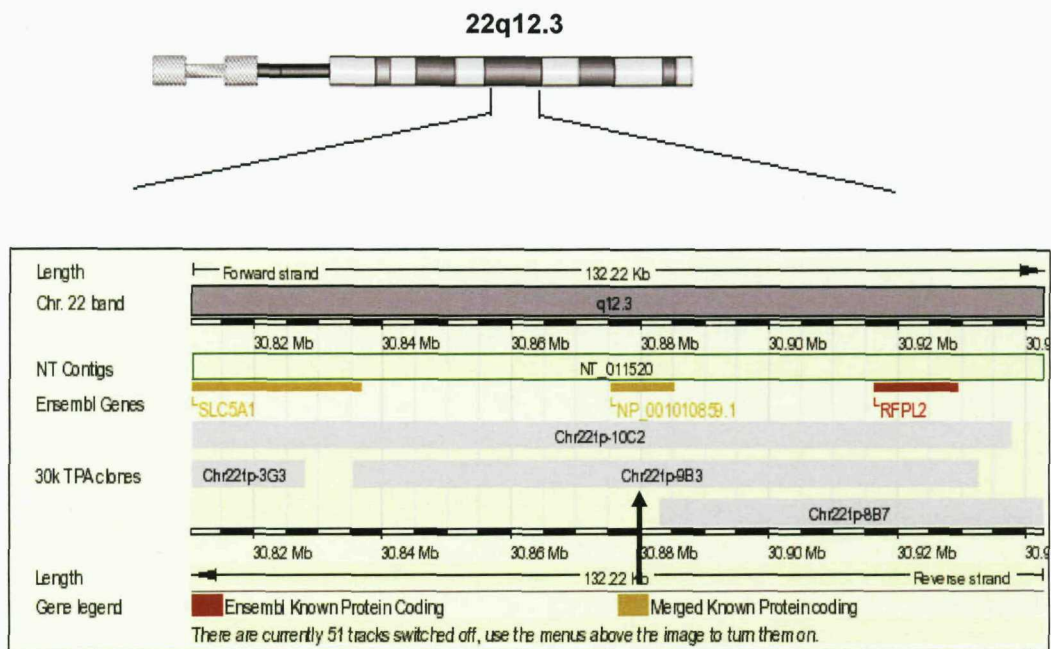 22q12.3
Length Forward strand 132.22 Kb
Chr. 22 band q12.3
30.82 Mb 30.84 Mb 30.86 Mb 30.88 Mb 30.90 Mb 30.92 Mb 30.9
NT Contigs NT_011520
Ensembl Genes SLC5A1 NP_001010859.1 RFPL2
Chr22tp-10C2
30k TPA clones Chr22tp-3G3 Chr22tp-9B3
Chr22tp-8B7
30.82 Mb 30.84 Mb 30.86 Mb 30.88 Mb 30.90 Mb 30.92 Mb 30.9
Length 132.22 Kb Reverse strand
Gene legend Ensembl Known Protein Coding Merged Known Protein coding
There are currently 51 tracks switched off, use the menus above the image to turn them on.